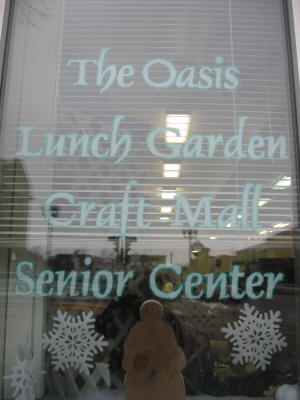 The Oasis
Lunch Garden
Craft Mall
Senior Center